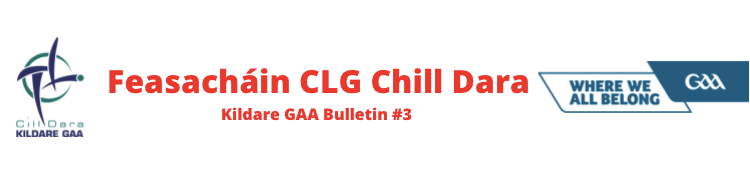 Cill Dara
KILDARE GAA
Feasacháin CLG Chill Dara
Kildare GAA Bulletin #3
WHERE WE
ALL BELONG
GAA